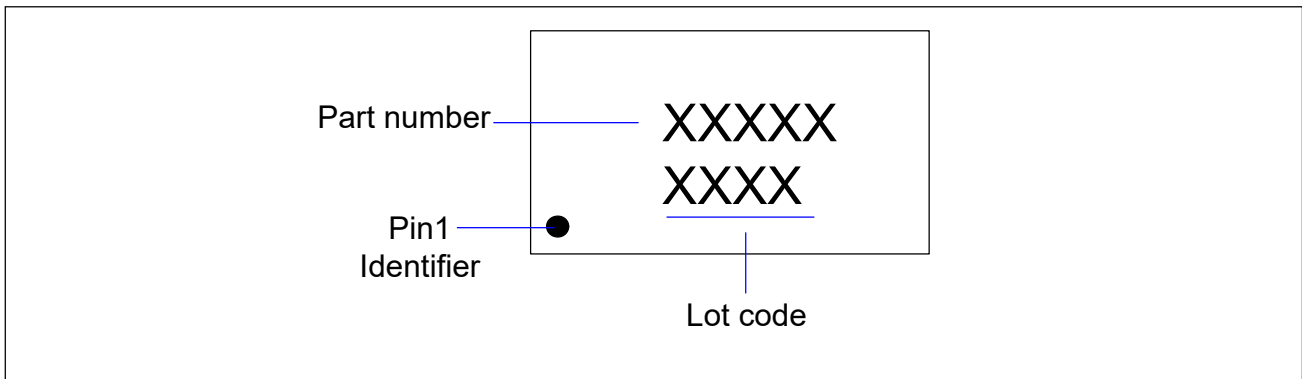 Part number
XXXXX
XXXX
Pin1
Identifier
Lot code